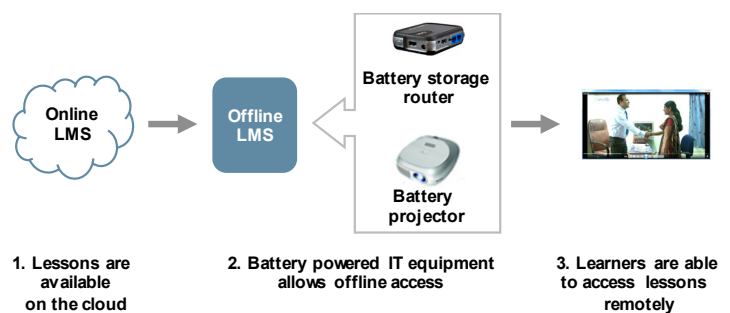 Online
LMS
Offline
LMS
Battery storage
router
Battery
projector
1. Lessons are
available
on the cloud
2. Battery powered IT equipment
allows offline access
3. Learners are able
to access lessons
remotely